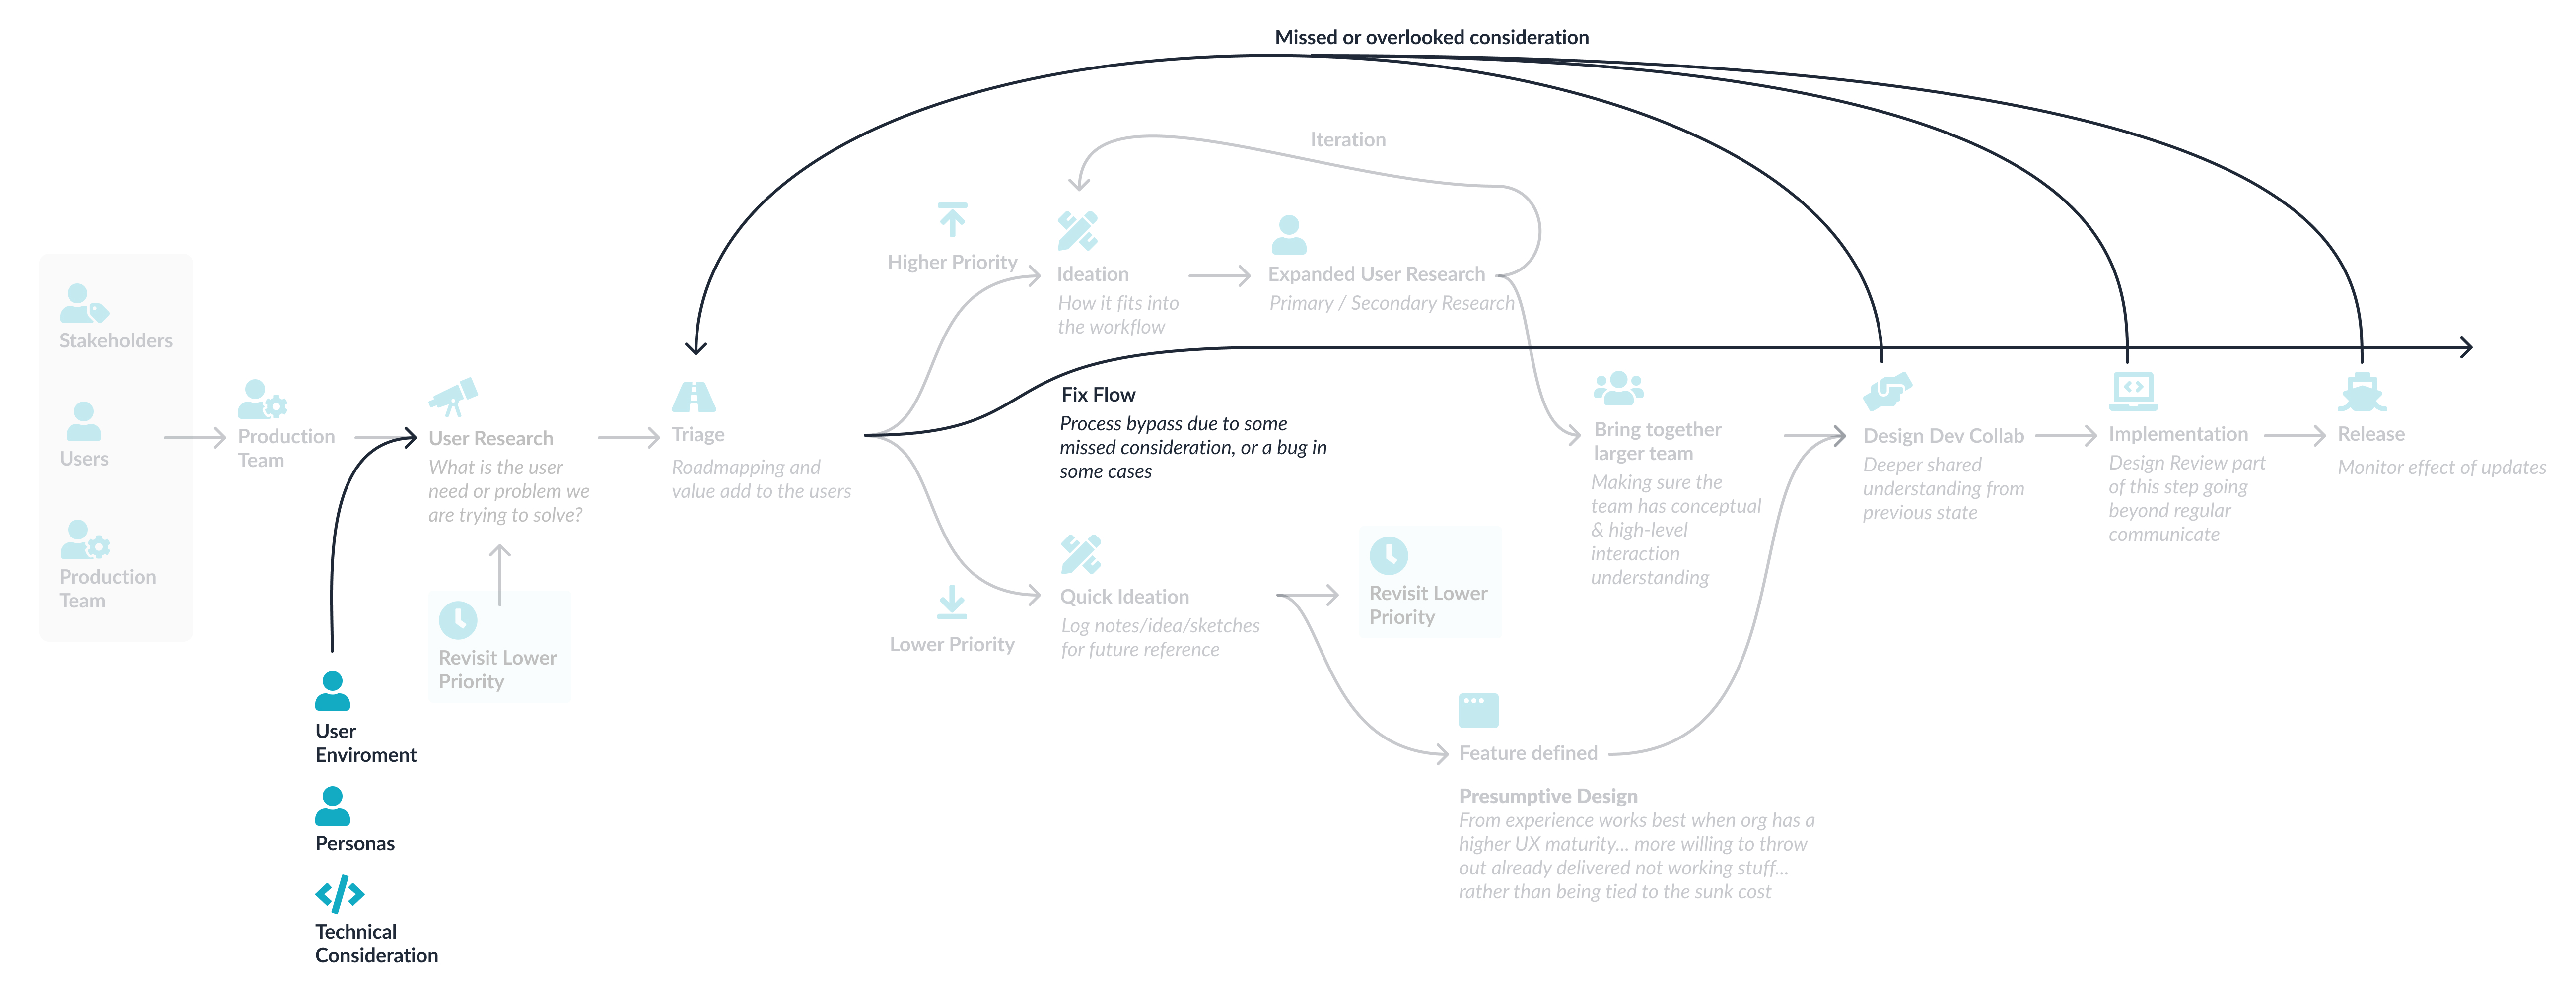 Missed or overlooked consideration
Iteration
Higher Priority
Ideation
How it fits into
the workflow
Expanded User Research
Primary / Secondary Research
Stakeholders
Users
Production
Team
Production
Team
User Research
What is the user
need or problem we
are trying to solve?
Revisit Lower
Priority
User
Enviroment
Personas
Technical
Consideration
Triage
Roadmapping and
value add to the users
Fix Flow
Process bypass due to some
missed consideration, or a bug in
some cases
Lower Priority
Quick Ideation
Log notes/idea/sketches
for future reference
Revisit Lower
Priority
Feature defined
Presumptive Design
From experience works best when org has a
higher UX maturity... more willing to throw
out already delivered not working stuff...
rather than being tied to the sunk cost
Bring together
larger team
Making sure the
team has conceptual
& high-level
interaction
understanding
Design Dev Collab
Deeper shared
understanding from
previous state
Implementation
Design Review part
of this step going
beyond regular
communicate
Release
Monitor effect of updates